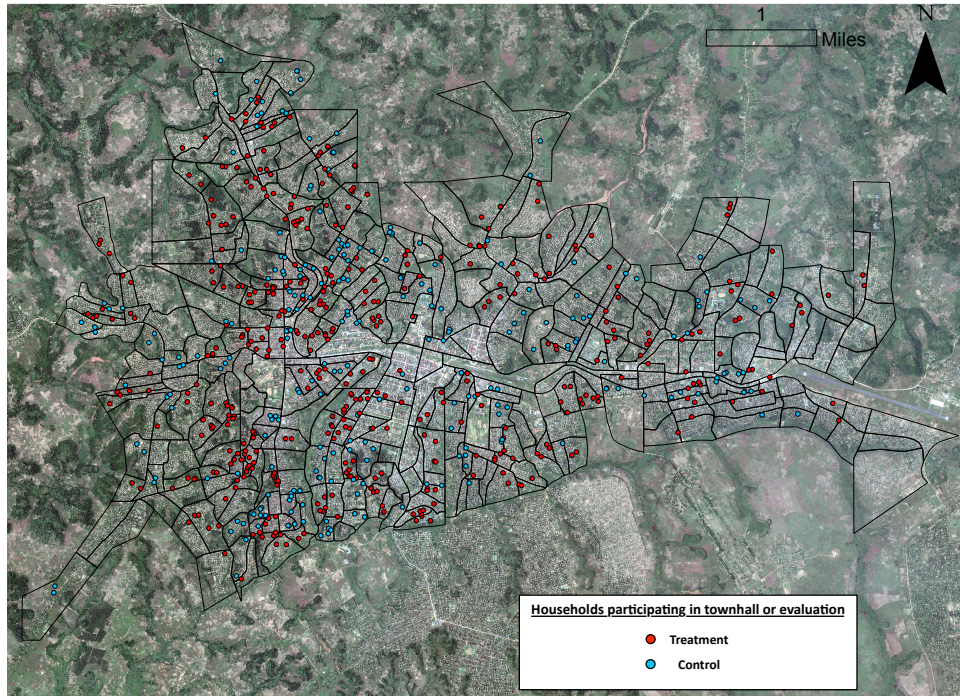 1
Miles
N
Households participating in townhall or evaluation
Treatment
Control